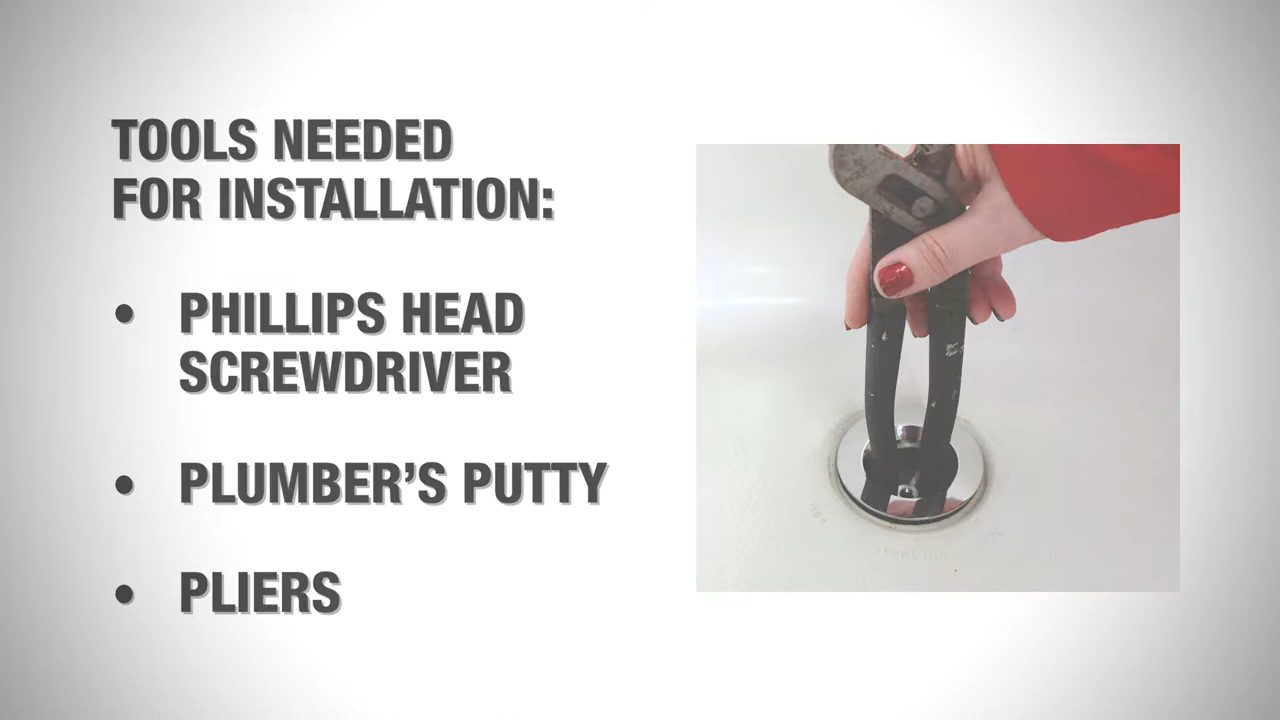 TOOLS NEEDED
FOR INSTALLATION:
• PHILLIPS HEAD
SCREWDRIVER
• PLUMBER’S PUTTY
• PLIERS